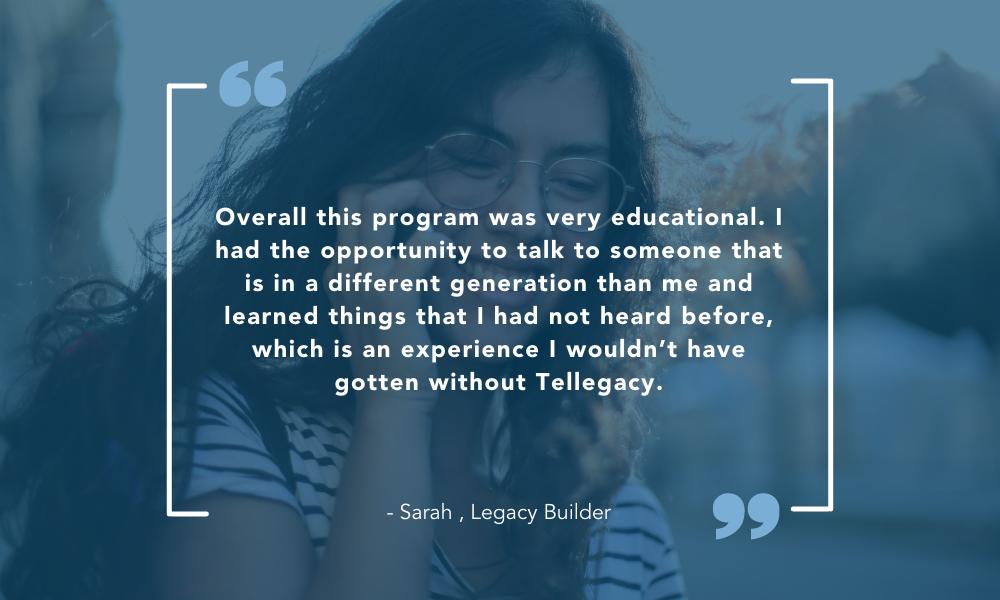 “
Overall this program was very educational. I
had the opportunity to talk to someone that
is in a different generation than me and
learned things that I had not heard before,
which is an experience I wouldn’t have
gotten without Tellegacy.
- Sarah , Legacy Builder
”